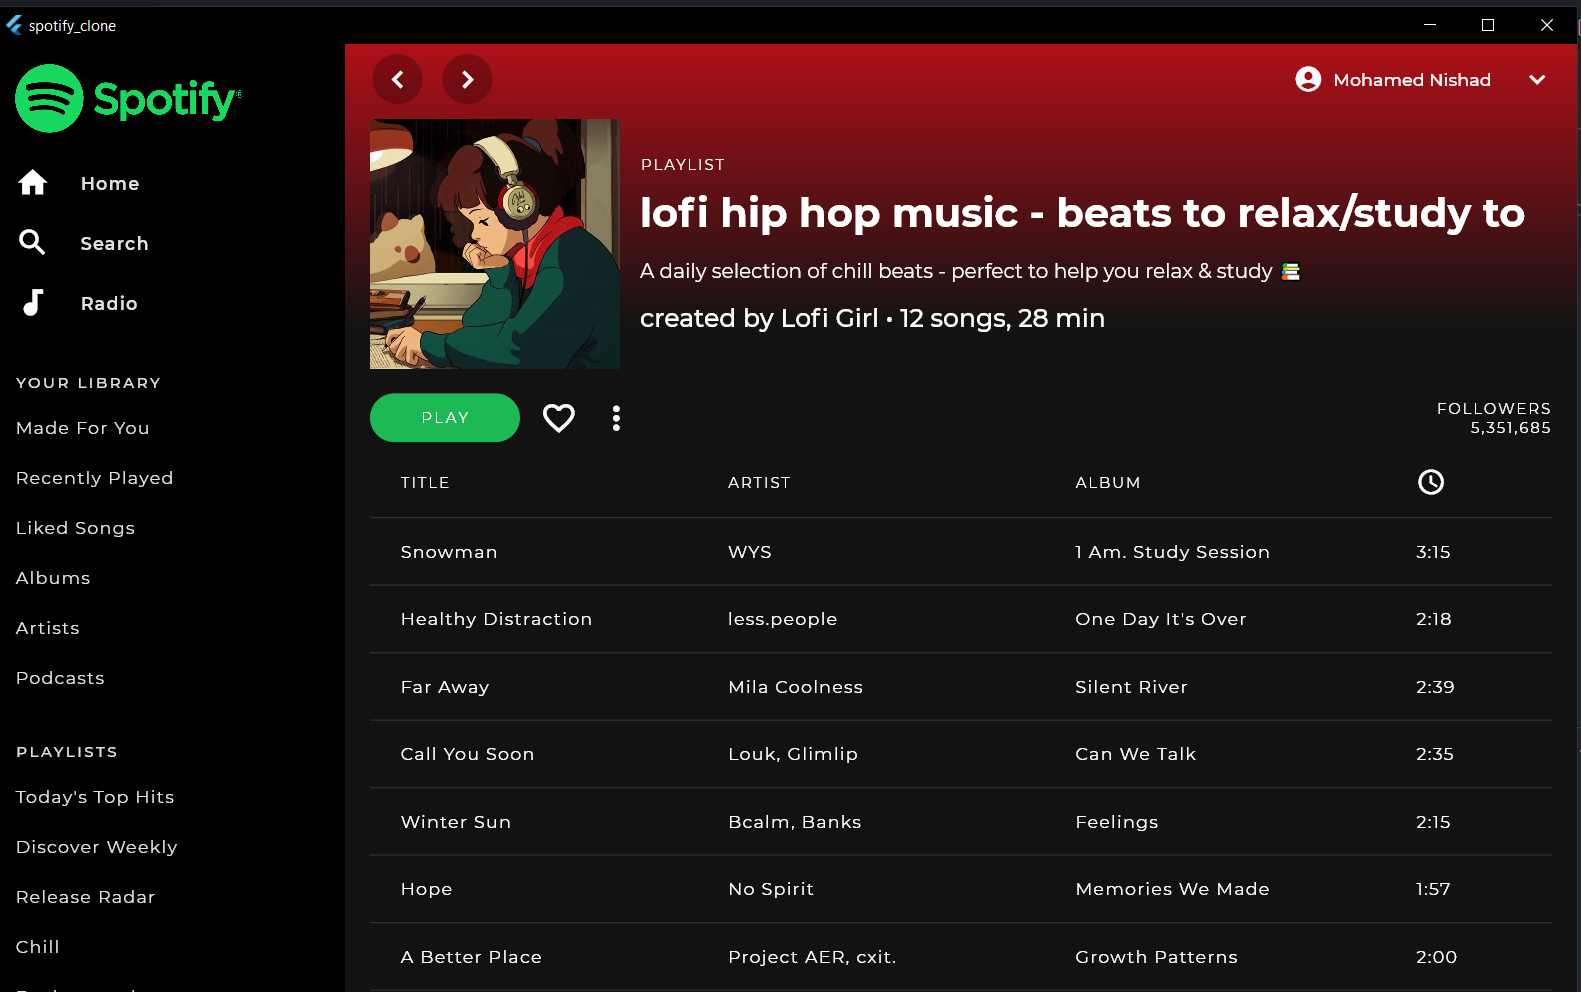 spotify_clone
Spotify
Home
Search
Radio
YOUR LIBRARY
Made For You
Recently Played
Liked Songs
Albums
Artists
Podcasts
PLAYLISTS
Today's Top Hits
Discover Weekly
Release Radar
Chill
Mohamed Nishad
PLAYLIST
lofi hip hop music - beats to relax/study to
A daily selection of chill beats - perfect to help you relax & study 📚
created by Lofi Girl • 12 songs, 28 min
PLAY
FOLLOWERS
5,351,685
TITLE ARTIST ALBUM
Snowman WYS 1 Am. Study Session 3:15
Healthy Distraction less.people One Day It's Over 2:18
Far Away Mila Coolness Silent River 2:39
Call You Soon Louk, Glimlip Can We Talk 2:35
Winter Sun Bcalm, Banks Feelings 2:15
Hope No Spirit Memories We Made 1:57
A Better Place Project AER, cxit. Growth Patterns 2:00